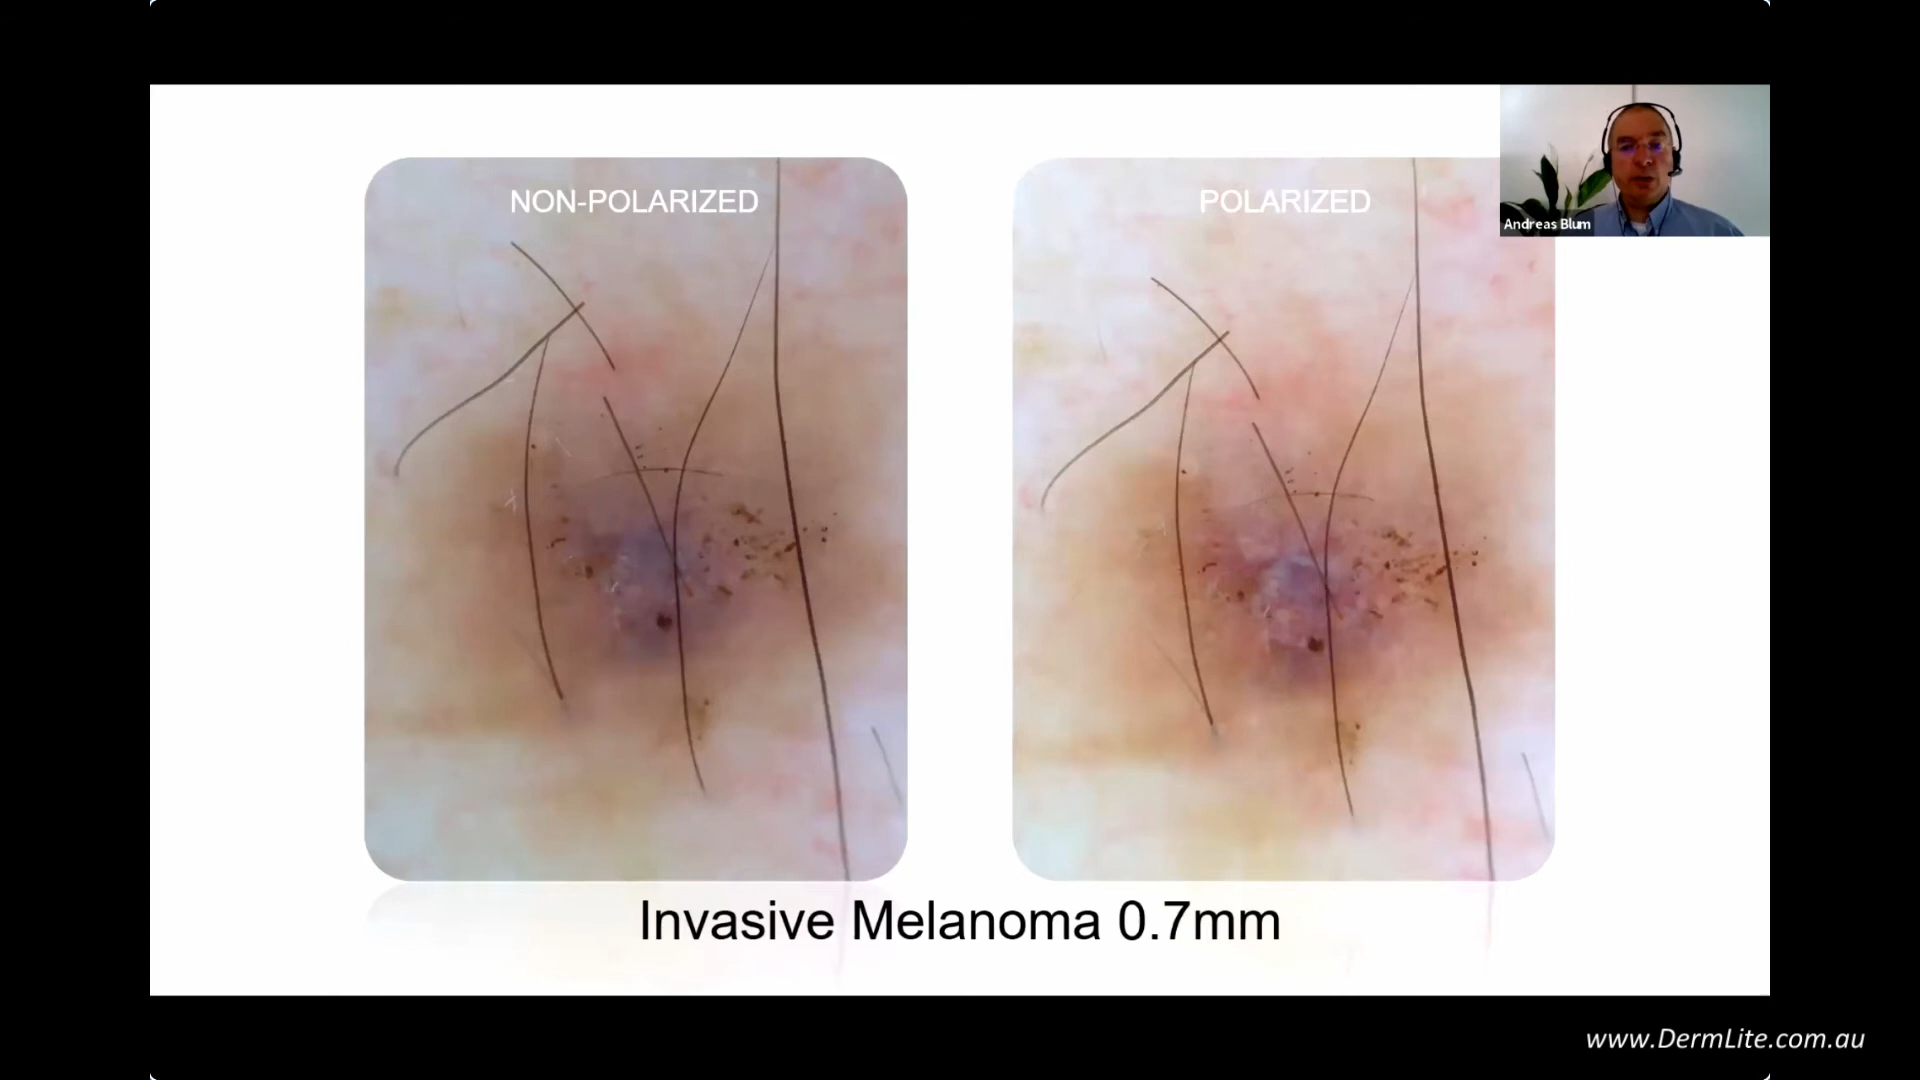 NON-POLARIZED
POLARIZED
Andreas Blum
Invasive Melanoma 0.7mm
www.DermLite.com.au